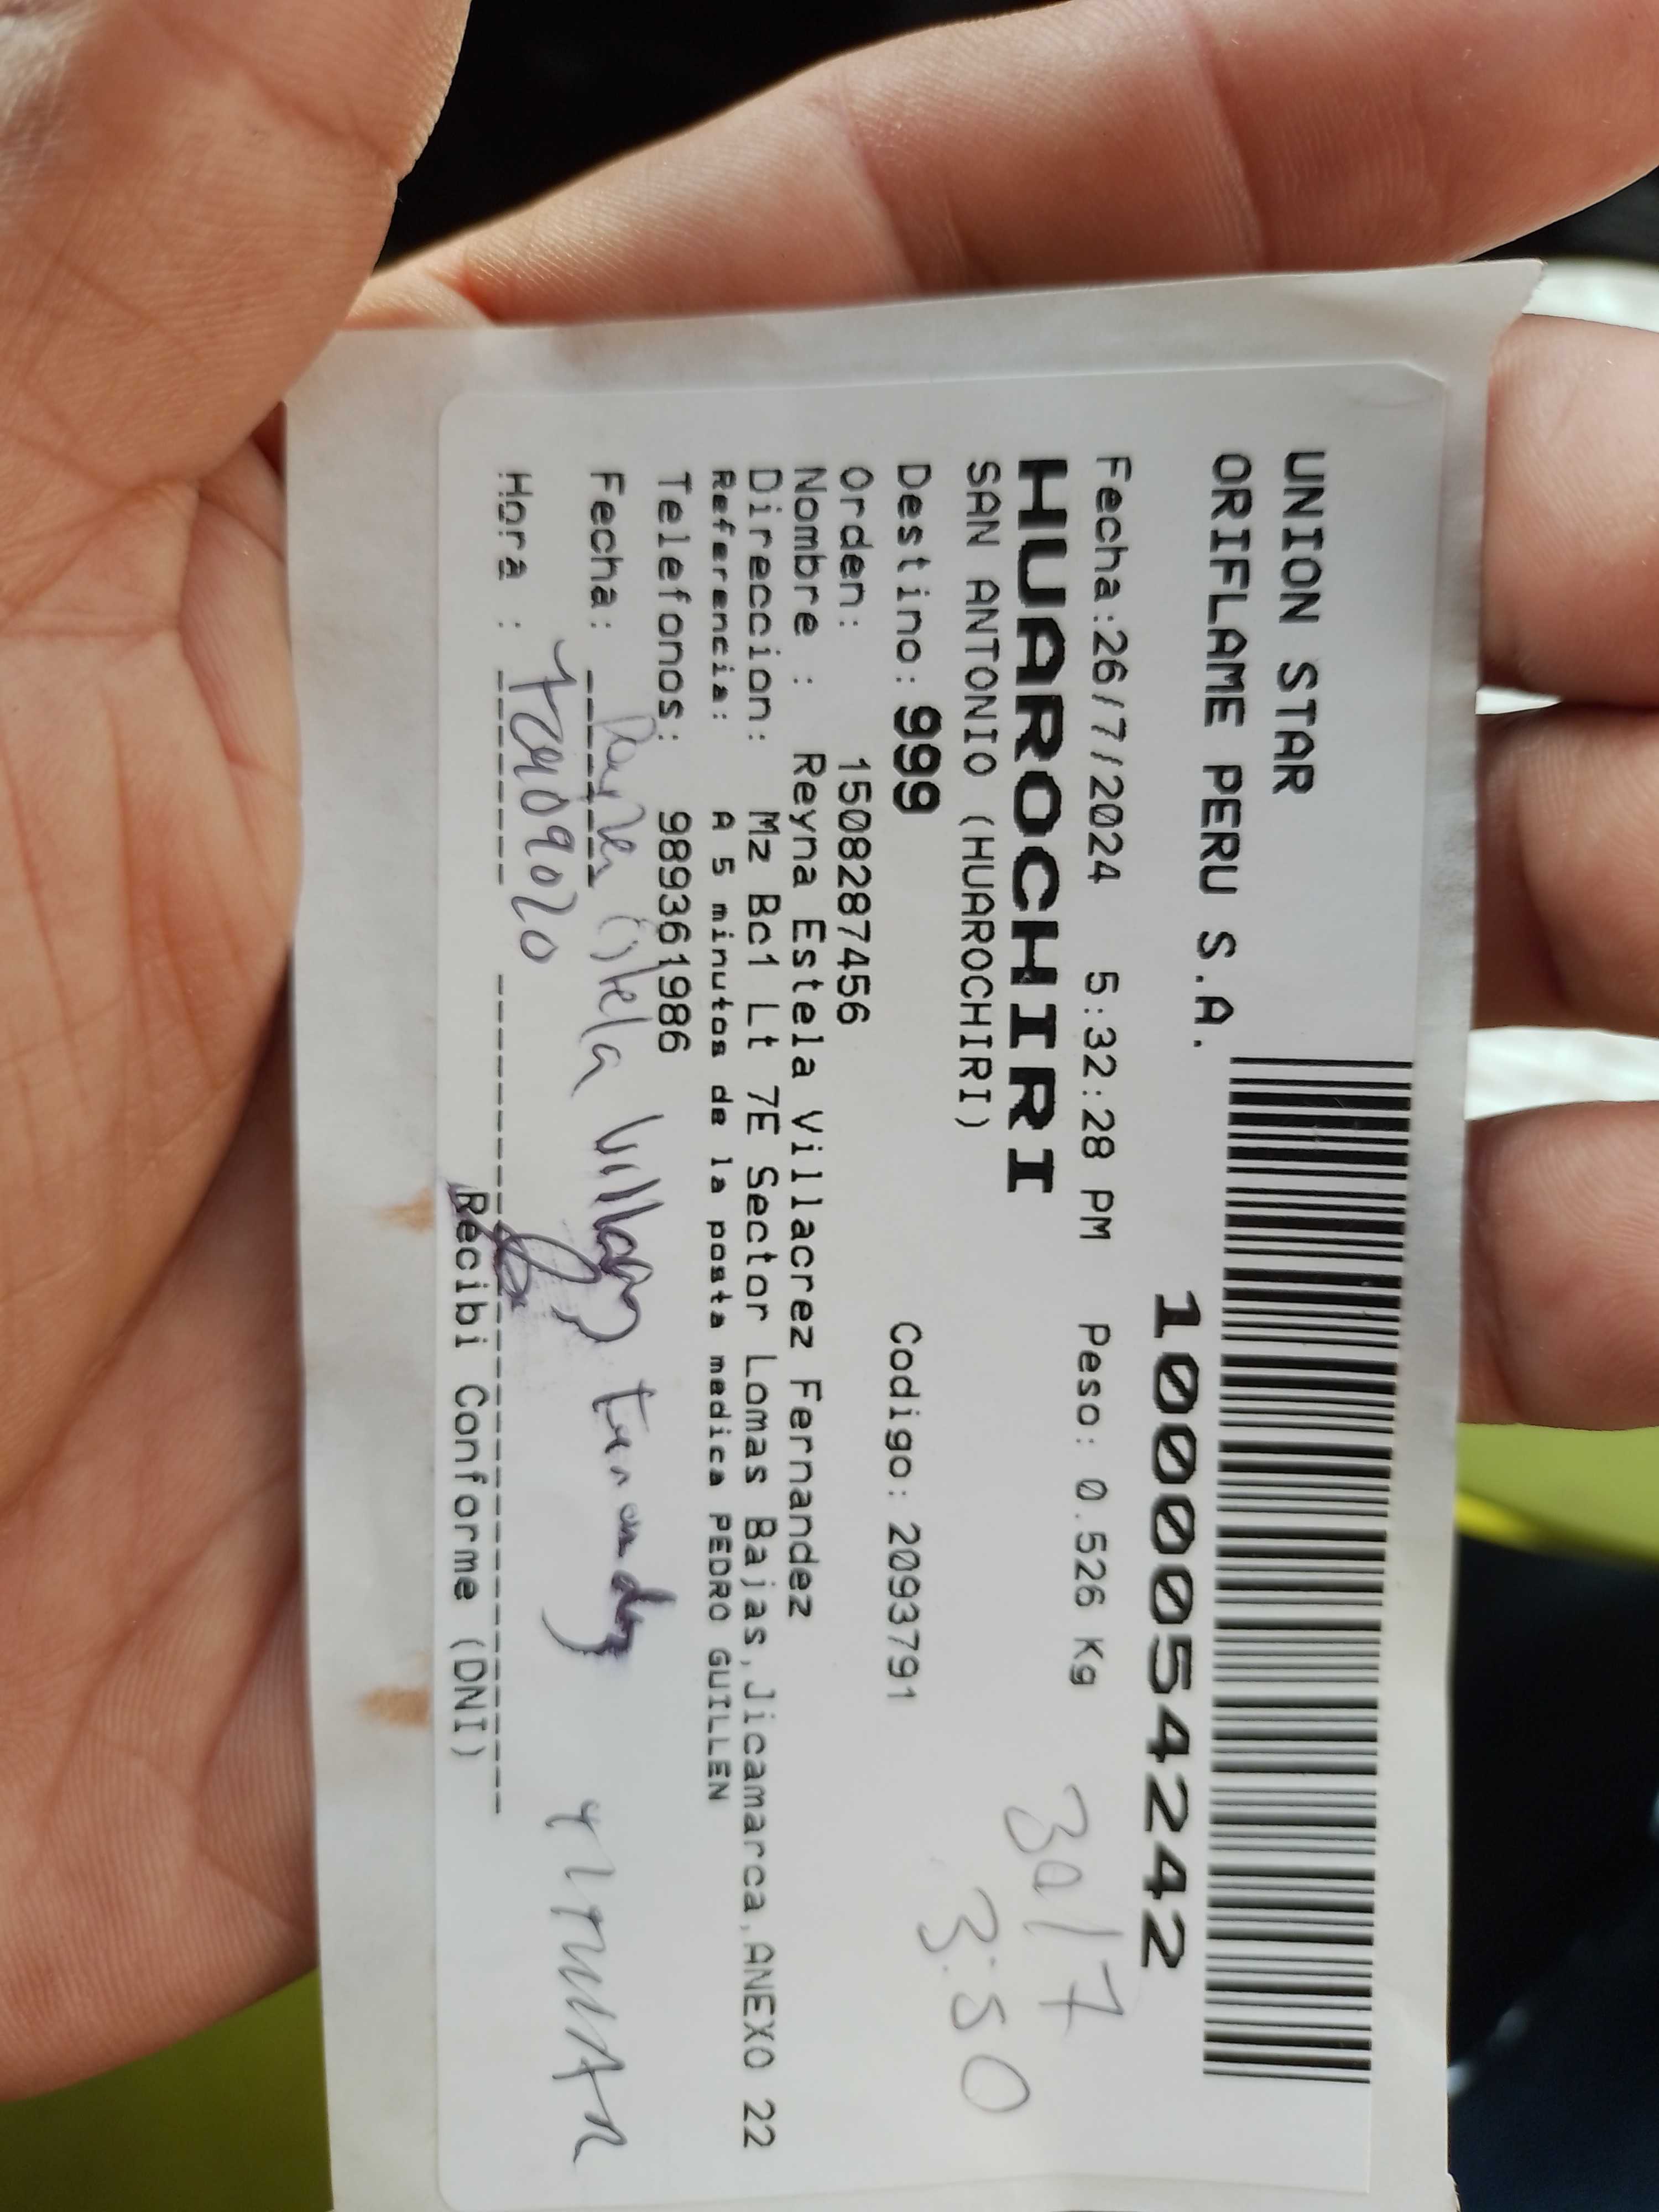 UNION STAR
ORIFLAME PERU S.A.
10000054242
Fecha:26/7/2024 5:32:28 PM Peso: 0.526 Kg
HUAROCHIRI
30/7
SAN ANTONIO (HUAROCHIRI)
3:50
Destino: 999 Codigo: 2093791
Orden: 1508287456
Nombre : Reyna Estela Villacrez Fernandez
Direccion: Mz Bc1 Lt 7E Sector Lomas Bajas,Jicamarca,ANEXO 22
Referencia: A 5 minutos de la posta medica PEDRO GUILLEN
Telefonos: 989361986
Fecha:
Hora :
Recibi Conforme (DNI)